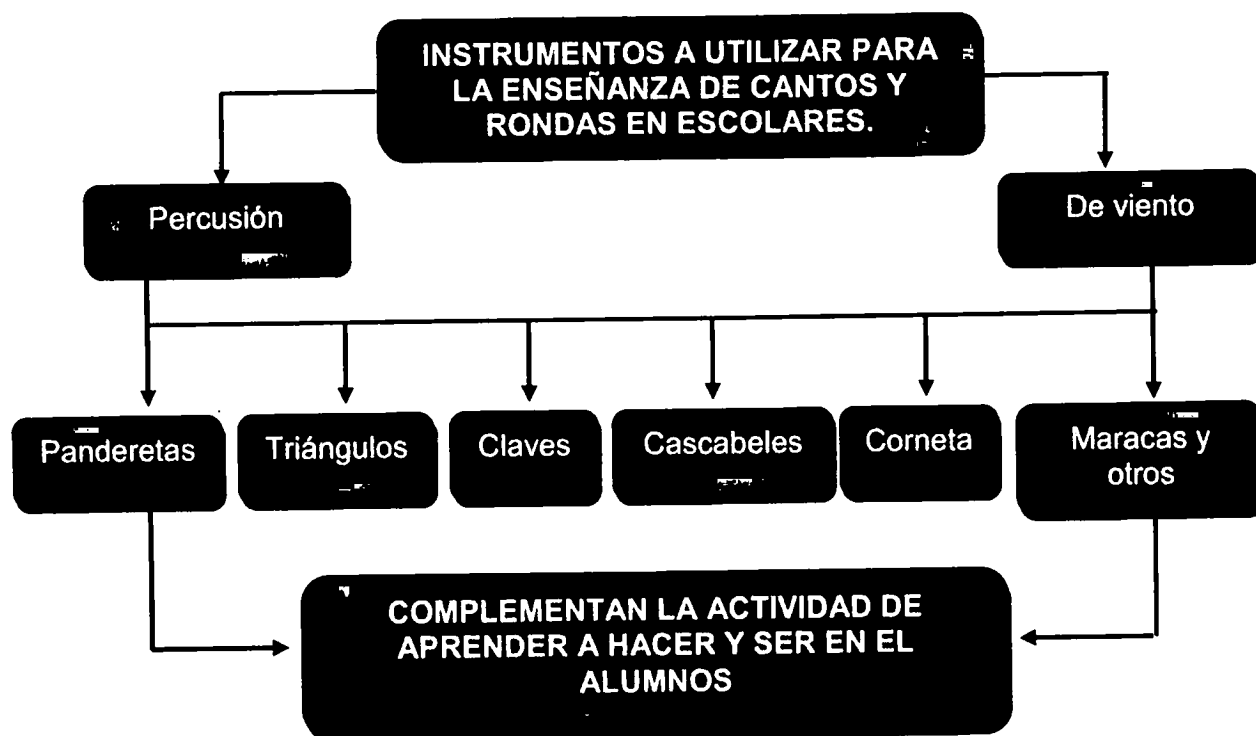 INSTRUMENTOS A UTILIZAR PARA
LA ENSEÑANZA DE CANTOS Y
RONDAS EN ESCOLARES.
Percusión
De viento
Panderetas
Triángulos
Claves
Cascabeles
Corneta
Maracas y
otros
COMPLEMENTAN LA ACTIVIDAD DE
APRENDER A HACER Y SER EN EL
ALUMNOS